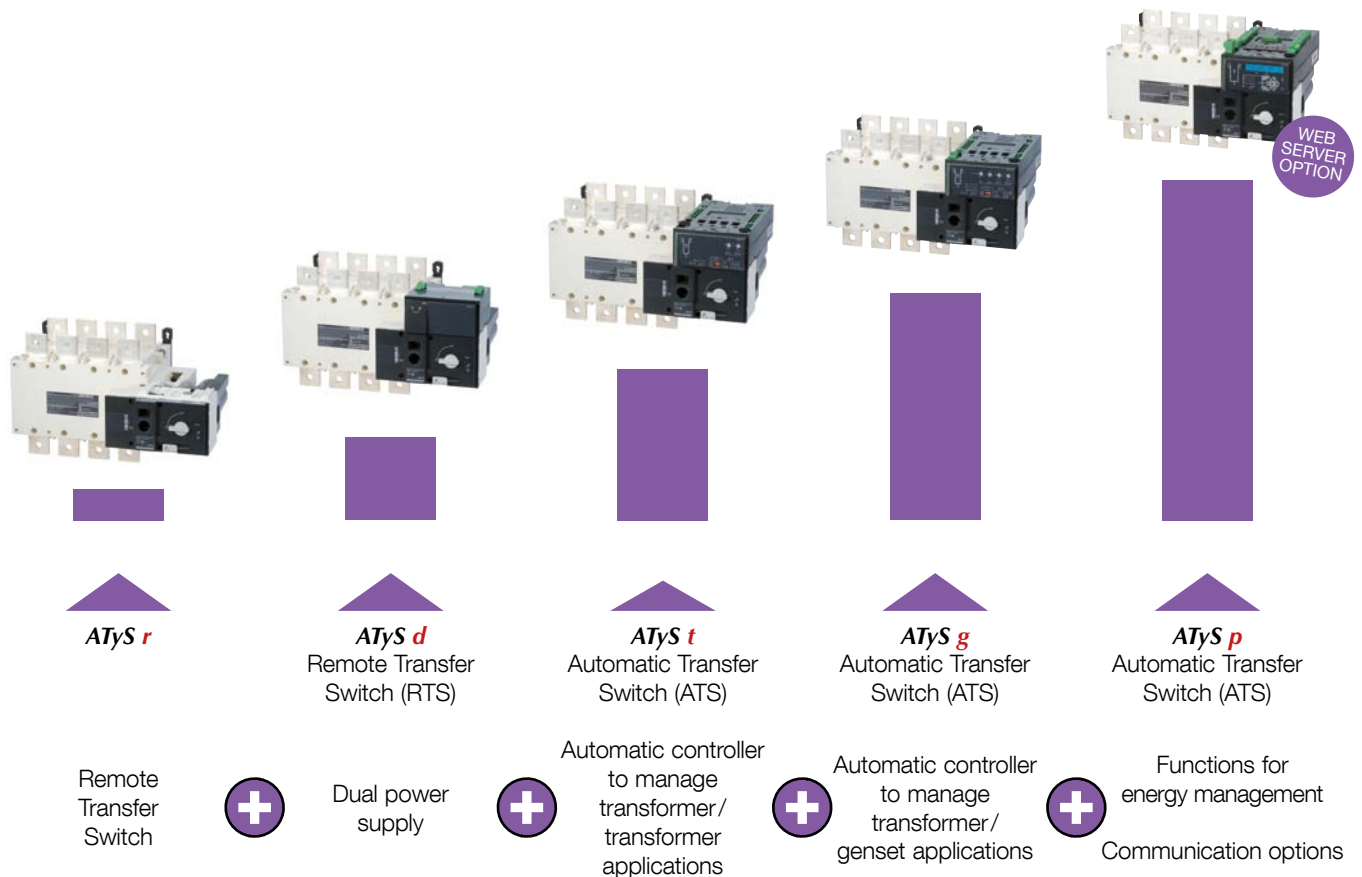 WEB
SERVER
OPTION
ATyS r
ATyS d
Remote Transfer
Switch (RTS)
ATyS t
Automatic Transfer
Switch (ATS)
ATyS g
Automatic Transfer
Switch (ATS)
ATyS p
Automatic Transfer
Switch (ATS)
Remote
Transfer
Switch
Dual power
supply
Automatic controller
to manage
transformer/
transformer
applications
Automatic controller
to manage
transformer/
genset applications
Functions for
energy management
Communication options